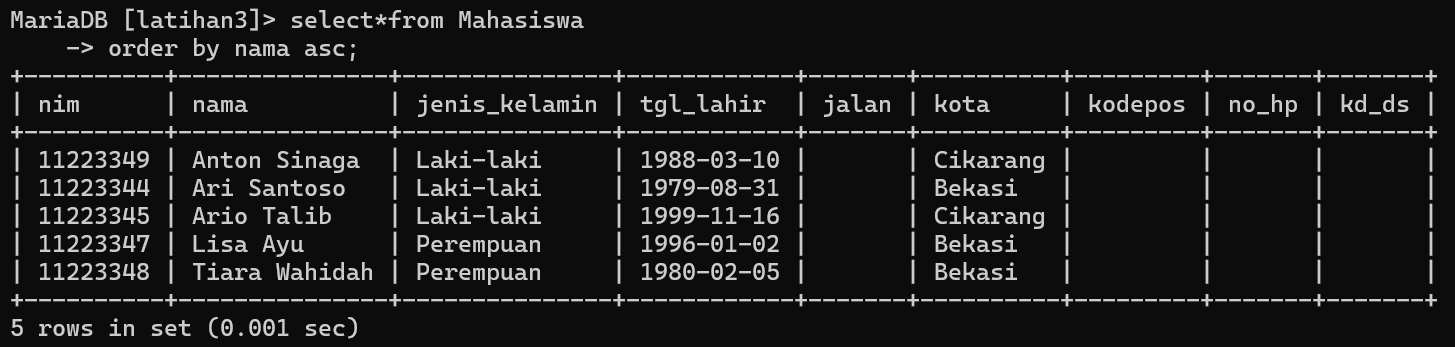 MariaDB [latihan3]> select*from Mahasiswa
    -> order by nama asc;
+----------+---------------+---------------+------------+-------+----------+---------+-------+-------+
| nim      | nama          | jenis_kelamin | tgl_lahir  | jalan | kota     | kodepos | no_hp | kd_ds |
+----------+---------------+---------------+------------+-------+----------+---------+-------+-------+
| 11223349 | Anton Sinaga  | Laki-laki     | 1988-03-10 |       | Cikarang |         |       |       |
| 11223344 | Ari Santoso   | Laki-laki     | 1979-08-31 |       | Bekasi   |         |       |       |
| 11223345 | Ario Talib    | Laki-laki     | 1999-11-16 |       | Cikarang |         |       |       |
| 11223347 | Lisa Ayu      | Perempuan     | 1996-01-02 |       | Bekasi   |         |       |       |
| 11223348 | Tiara Wahidah | Perempuan     | 1980-02-05 |       | Bekasi   |         |       |       |
+----------+---------------+---------------+------------+-------+----------+---------+-------+-------+
5 rows in set (0.001 sec)